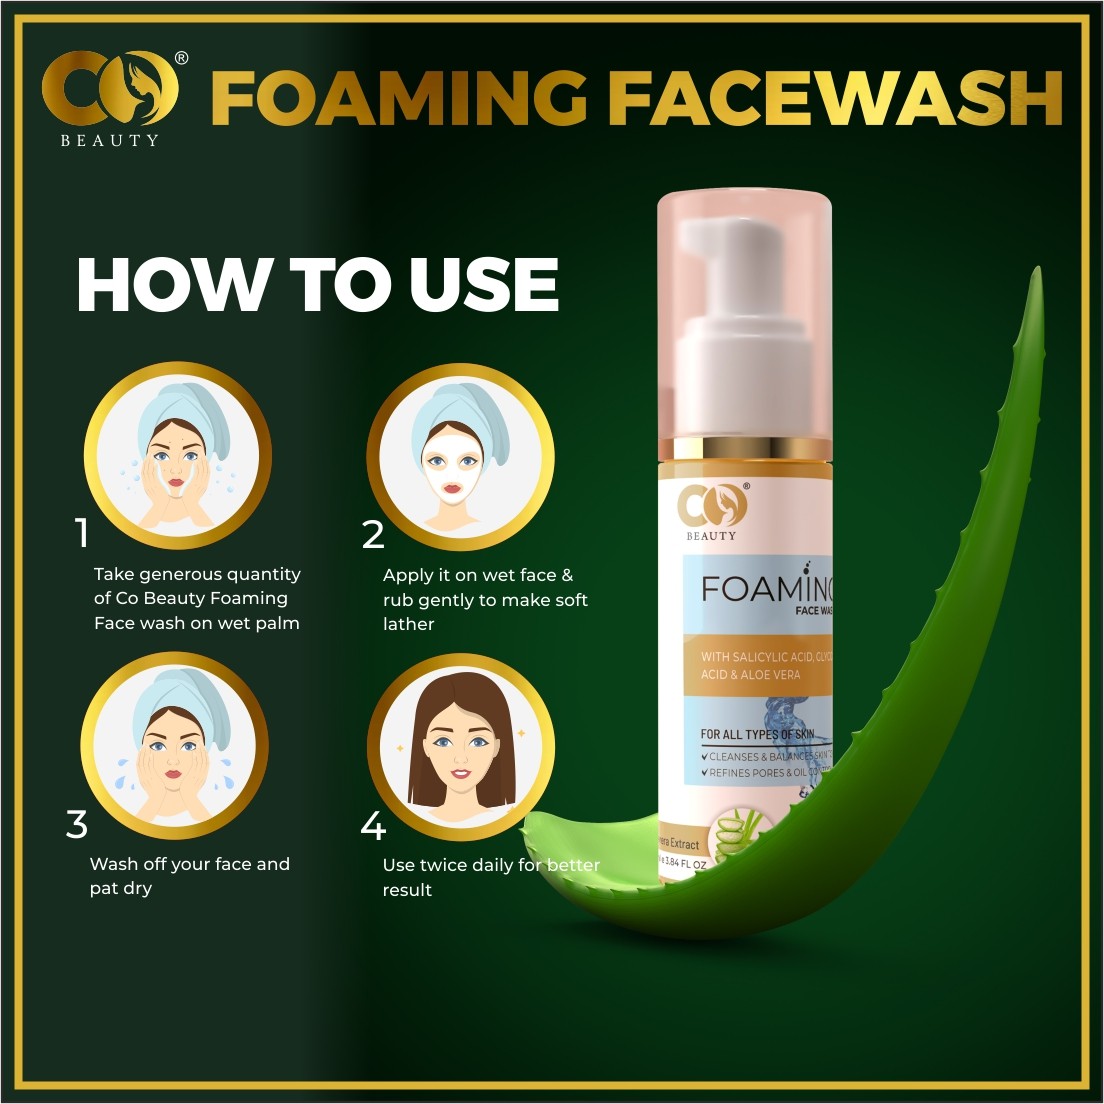 CO®
BEAUTY
FOAMING FACEWASH
HOW TO USE
1
Take generous quantity
of Co Beauty Foaming
Face wash on wet palm
2
Apply it on wet face &
rub gently to make soft
lather
3
Wash off your face and
pat dry
4
Use twice daily for better
result
CO®
BEAUTY
FOAMING
FACE WAS
WITH SALICYLIC ACID, GLYCO
ACID & ALOE VERA
FOR ALL TYPES OF SKIN
✓ CLEANSES & BALANCES SKIN
✓ REFINES PORES & OIL
Extract
3.84 FL OZ